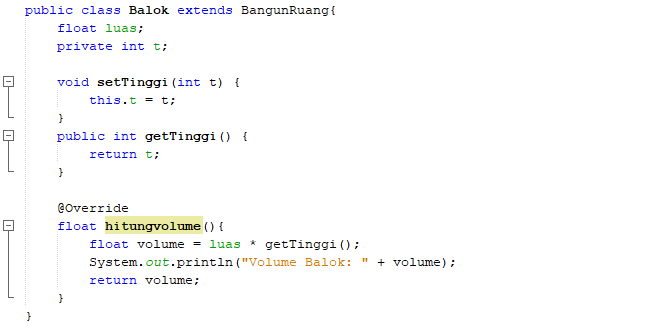 public class Balok extends BangunRuang{
float luas;
private int t;
void setTinggi(int t) {
this.t = t;
}
public int getTinggi() {
return t;
}
@Override
float hitungvolume(){
float volume = luas * getTinggi();
System.out.println("Volume Balok: " + volume);
return volume;
}
}